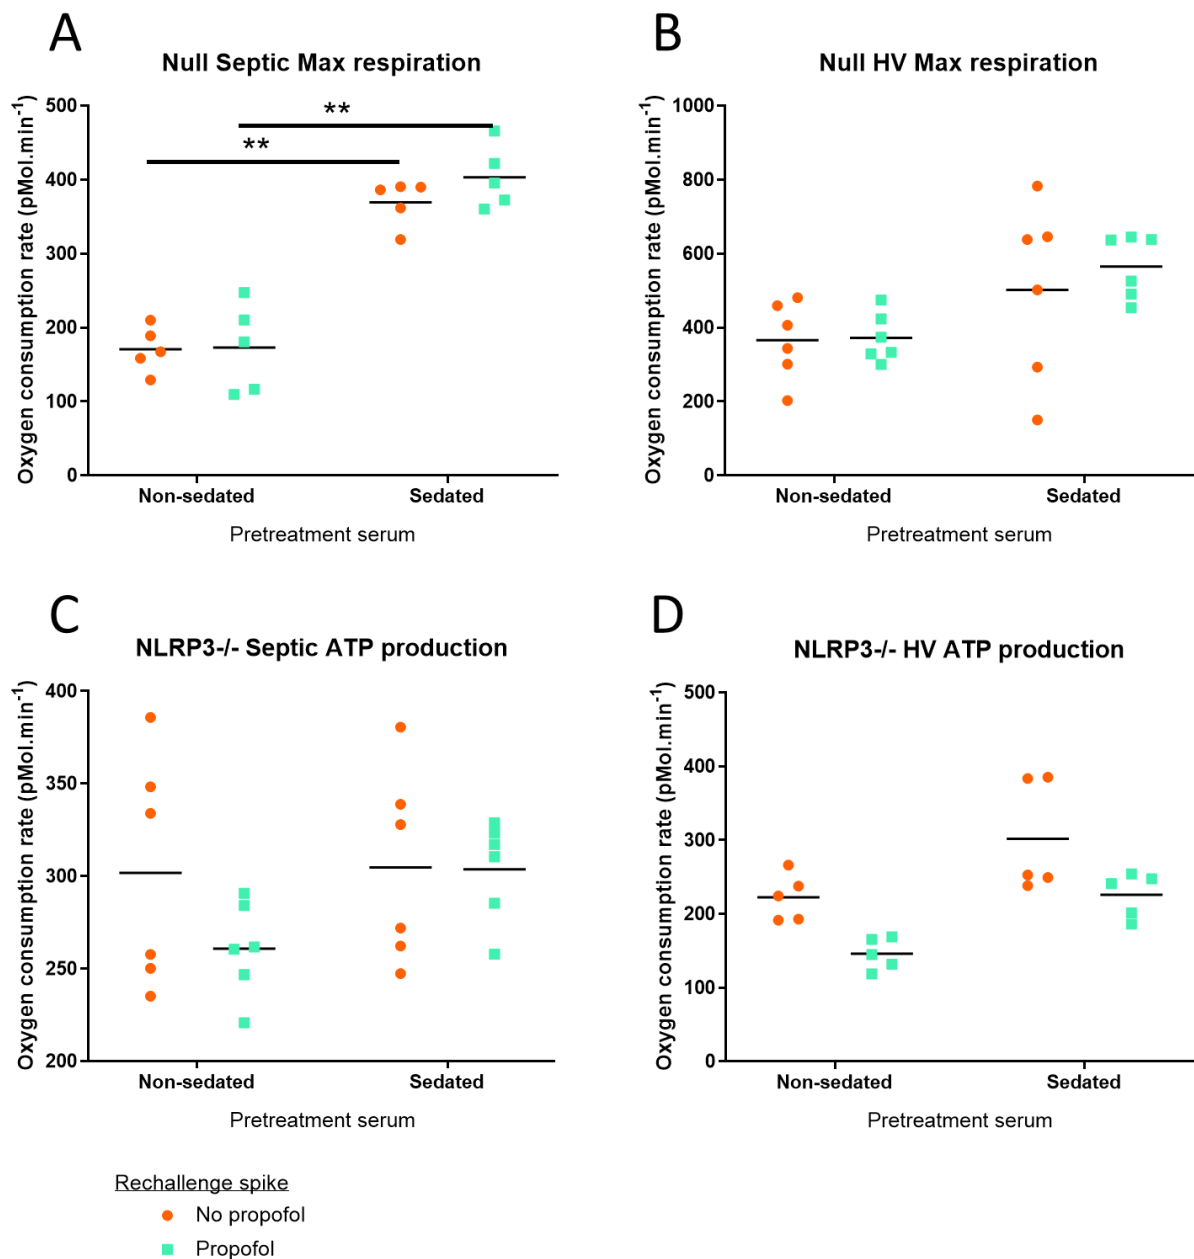 A
Null Septic Max respiration
Oxygen consumption rate (pMol.min⁻¹)
500
400
300
200
100
0
**
**
Non-sedated
Sedated
Pretreatment serum
B
Null HV Max respiration
Oxygen consumption rate (pMol.min⁻¹)
1000
800
600
400
200
0
Non-sedated
Sedated
Pretreatment serum
C
NLRP3-/- Septic ATP production
Oxygen consumption rate (pMol.min⁻¹)
400
350
300
250
200
Non-sedated
Sedated
Pretreatment serum
D
NLRP3-/- HV ATP production
Oxygen consumption rate (pMol.min⁻¹)
500
400
300
200
100
0
Non-sedated
Sedated
Pretreatment serum
Rechallenge spike
No propofol
Propofol